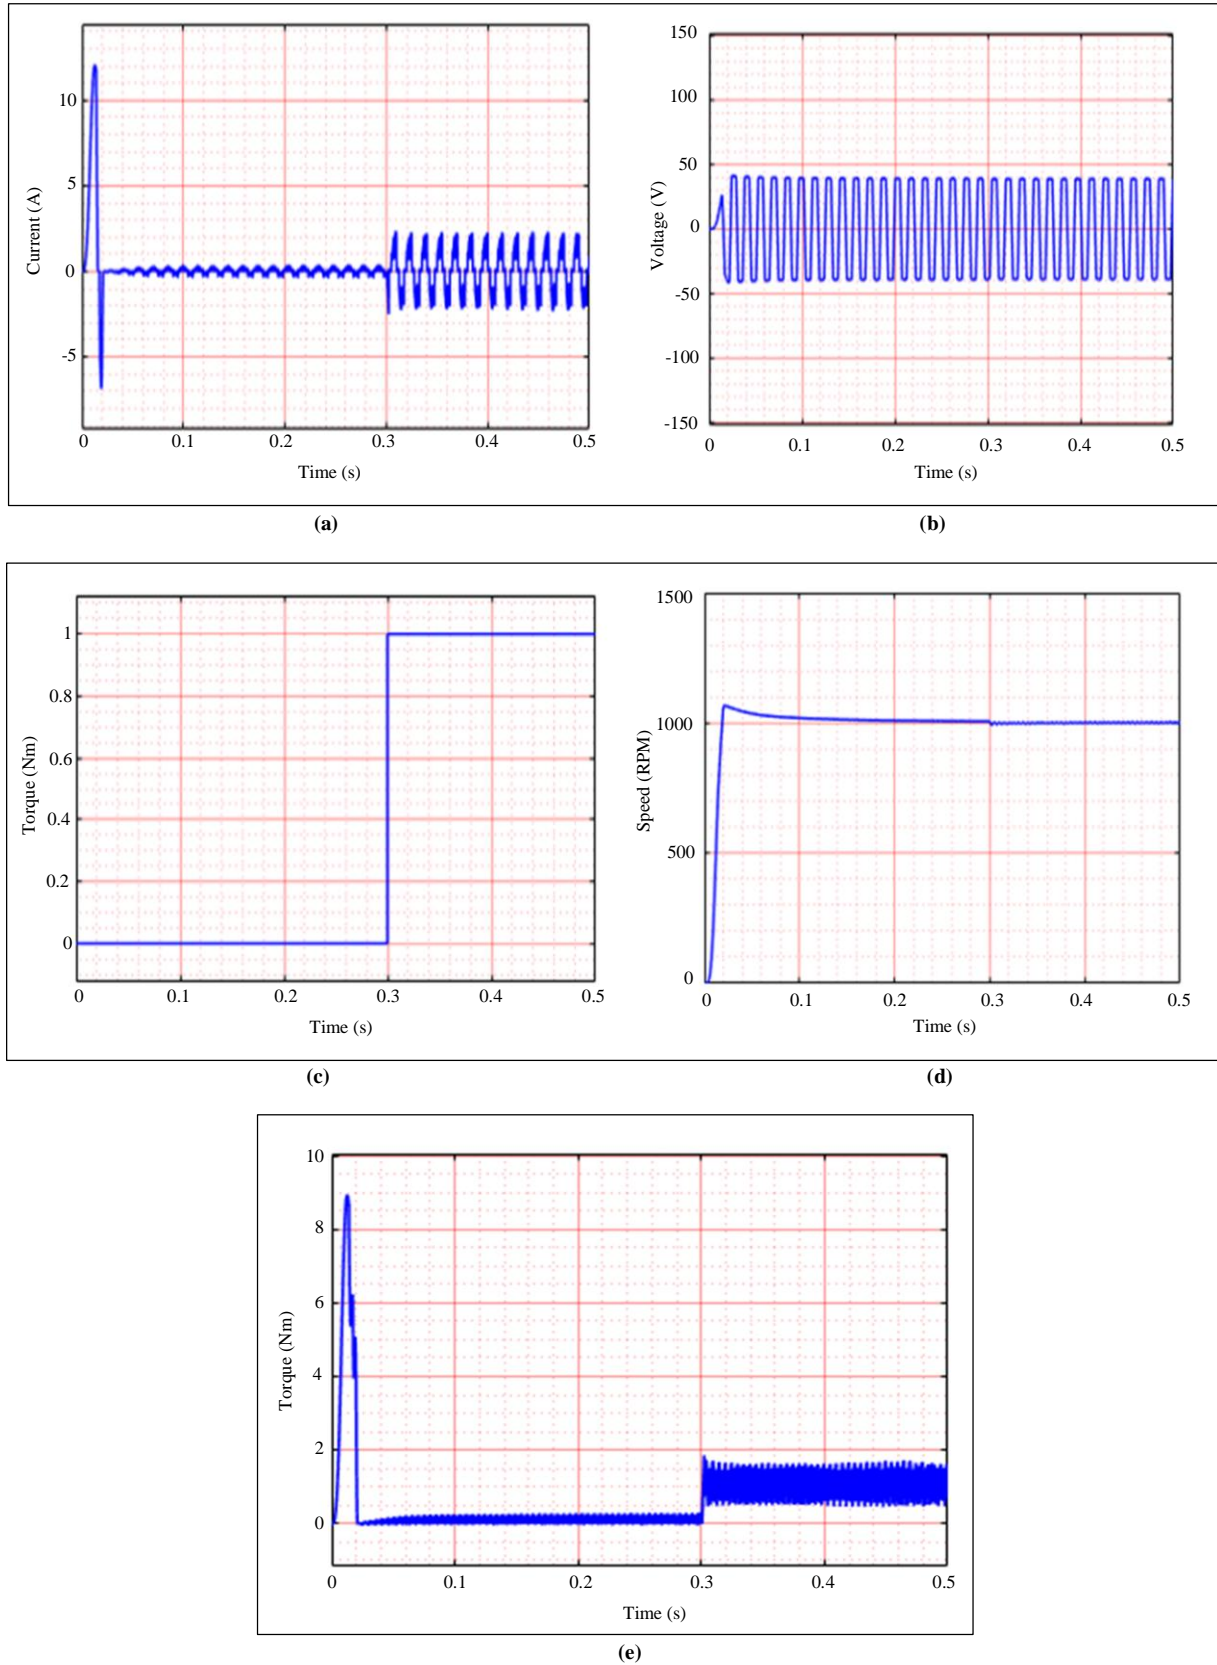 10
5
0
-5
Current (A)
0 0.1 0.2 0.3 0.4 0.5
Time (s)
150
100
50
0
-50
-100
-150
Voltage (V)
0 0.1 0.2 0.3 0.4 0.5
Time (s)
(a) (b)
1
0.8
0.6
0.4
0.2
0
Torque (Nm)
0 0.1 0.2 0.3 0.4 0.5
Time (s)
1500
1000
500
0
Speed (RPM)
0 0.1 0.2 0.3 0.4 0.5
Time (s)
(c) (d)
10
8
6
4
2
0
Torque (Nm)
0 0.1 0.2 0.3 0.4 0.5
Time (s)
(e)